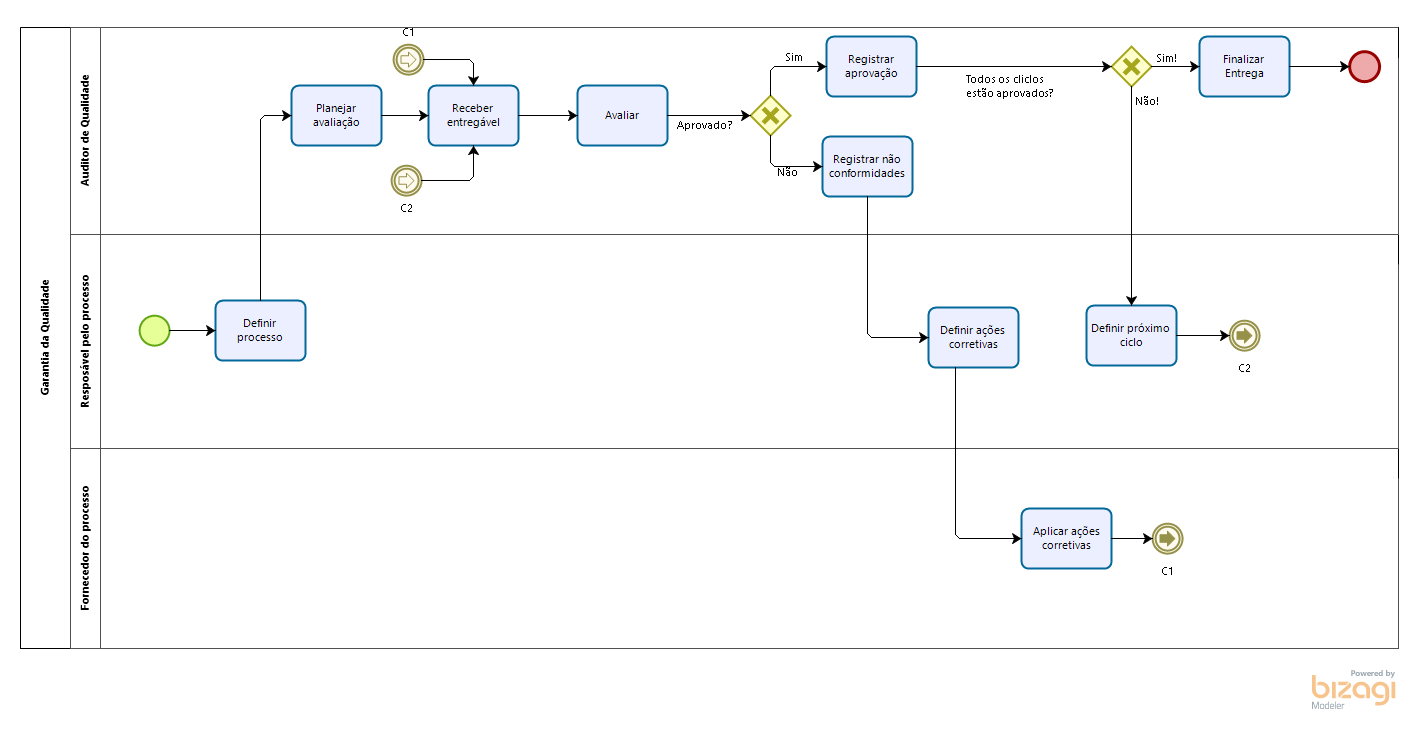 Garantia da Qualidade
Auditor de Qualidade
C1
Planejar
avaliação
Receber
entregável
C2
Avaliar
Aprovado?
Sim
Não
Registrar
aprovação
Registrar não
conformidades
Todos os cliclos
estão aprovados?
Sim!
Não!
Finalizar
Entrega
Resposável pelo processo
Definir
processo
Definir ações
corretivas
Definir próximo
ciclo
C2
Fornecedor do processo
Aplicar ações
corretivas
C1
Powered by
bizagi
Modeler